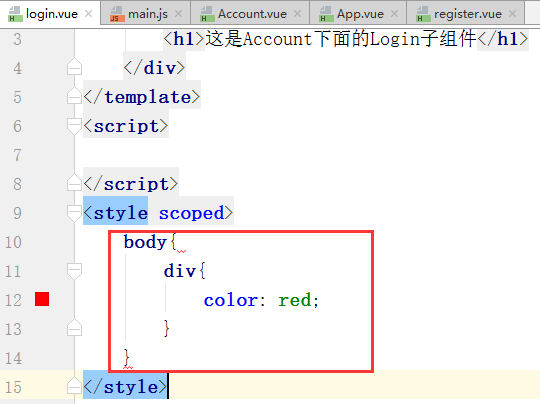 login.vue main.js Account.vue App.vue register.vue
3 <h1>这是Account下面的Login子组件</h1>
4 </div>
5 </template>
6 <script>
7
8 </script>
9 <style scoped>
10 body{
11 div{
12 color: red;
13 }
14 }
15 </style>